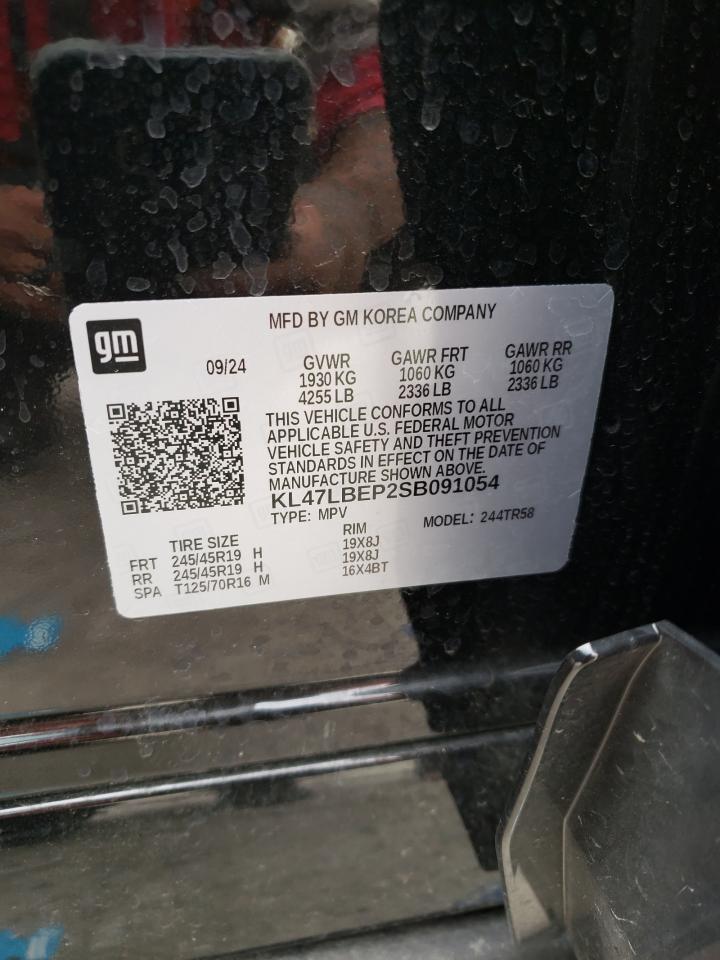 gm
MFD BY GM KOREA COMPANY
09/24
GVWR
1930 KG
4255 LB
GAWR FRT
1060 KG
2336 LB
GAWR RR
1060 KG
2336 LB
THIS VEHICLE CONFORMS TO ALL
APPLICABLE U.S. FEDERAL MOTOR
VEHICLE SAFETY AND THEFT PREVENTION
STANDARDS IN EFFECT ON THE DATE OF
MANUFACTURE SHOWN ABOVE.
KL47LBEP2SB091054
TYPE: MPV
MODEL: 244TR58
TIRE SIZE RIM
FRT 245/45R19 H 19X8J
RR 245/45R19 H 19X8J
SPA T125/70R16 M 16X4BT